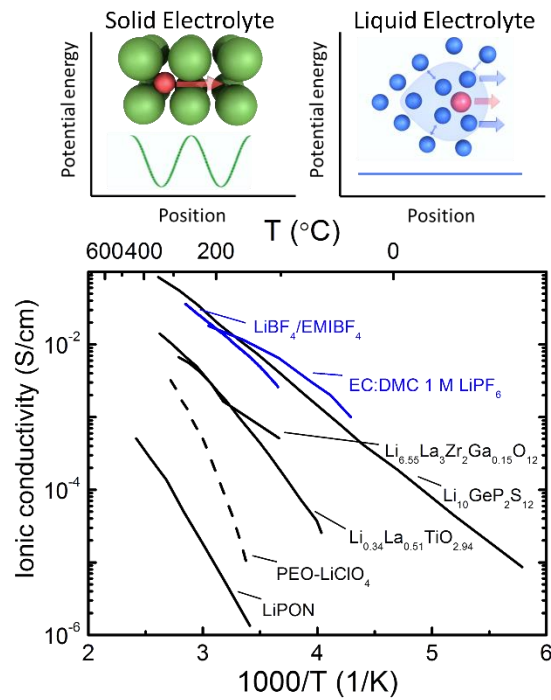 Solid Electrolyte
Liquid Electrolyte
Potential energy
Position
Potential energy
Position
T (°C)
600 400 200 0
Ionic conductivity (S/cm)
10⁻²
10⁻⁴
10⁻⁶
LiBF₄/EMIBF₄
EC:DMC 1 M LiPF₆
Li₆.₅₅La₃Zr₂Ga₀.₁₅O₁₂
Li₁₀GeP₂S₁₂
Li₀.₃₄La₀.₅₁TiO₂.₉₄
PEO-LiClO₄
LiPON
2 3 4 5 6
1000/T (1/K)